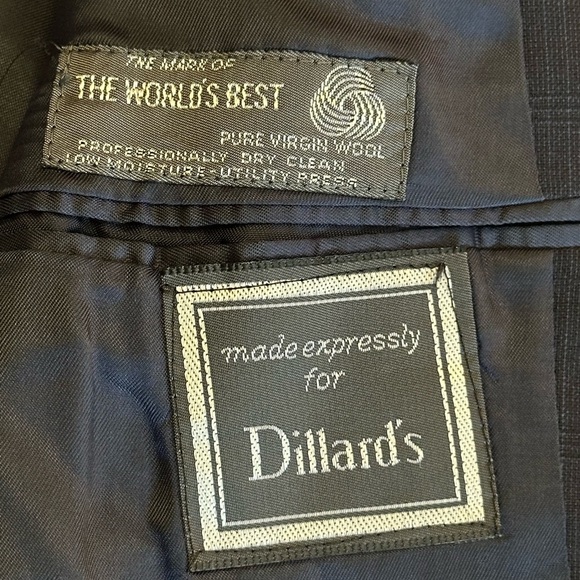 THE MARK OF
THE WORLD'S BEST
PURE VIRGIN WOOL
PROFESSIONALLY DRY CLEAN
LOW MOISTURE-UTILITY PRESS
made expressly
for
Dillard's